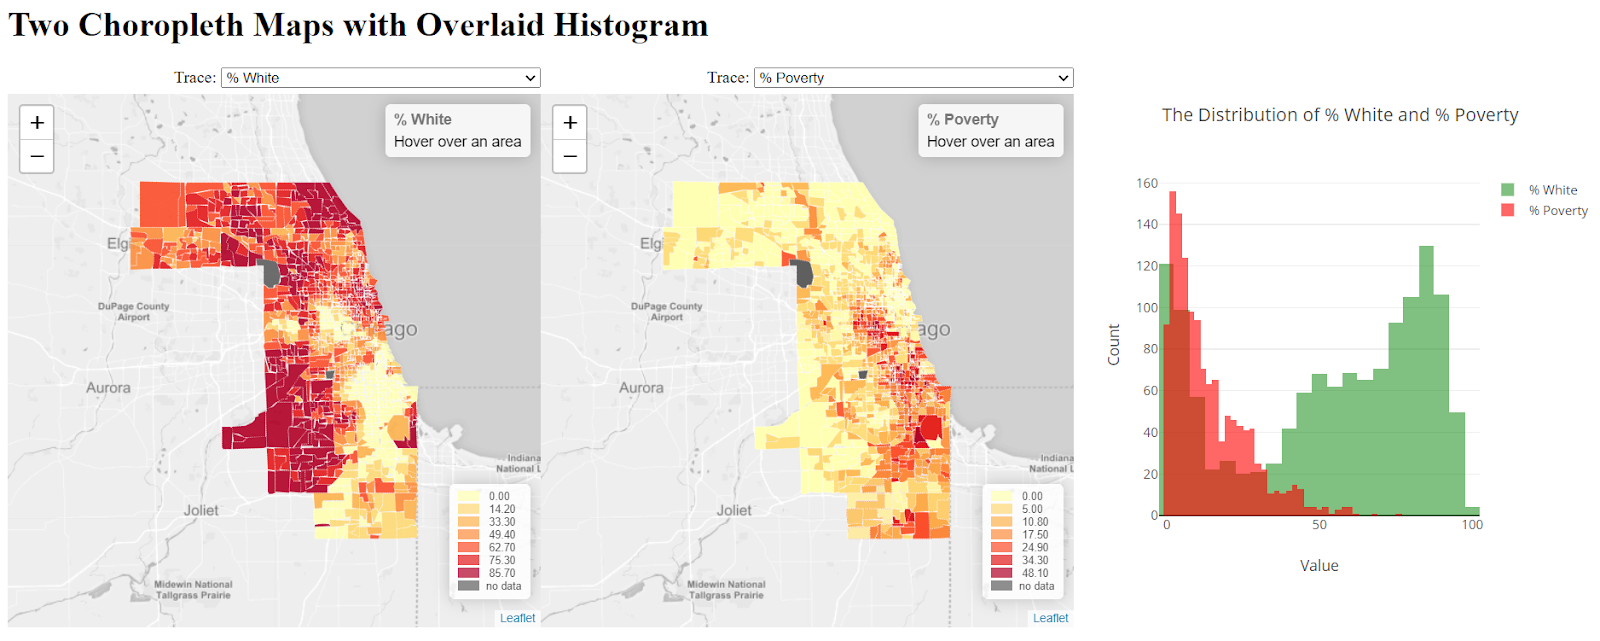 Two Choropleth Maps with Overlaid Histogram
Trace: % White
+
−
% White
Hover over an area
Elgi
DuPage County
Airport
Aurora
Joliet
Midewin National
Tallgrass Prairie
ago
Indiana
National L
0.00
14.20
33.30
49.40
62.70
75.30
85.70
no data
Leaflet
Trace: % Poverty
+
−
% Poverty
Hover over an area
Elgi
DuPage County
Airport
Aurora
Joliet
Midewin National
Tallgrass Prairie
ago
Indiana
National L
0.00
5.00
10.80
17.50
24.90
34.30
48.10
no data
Leaflet
The Distribution of % White and % Poverty
% White
% Poverty
Count
160
140
120
100
80
60
40
20
0
0 50 100
Value